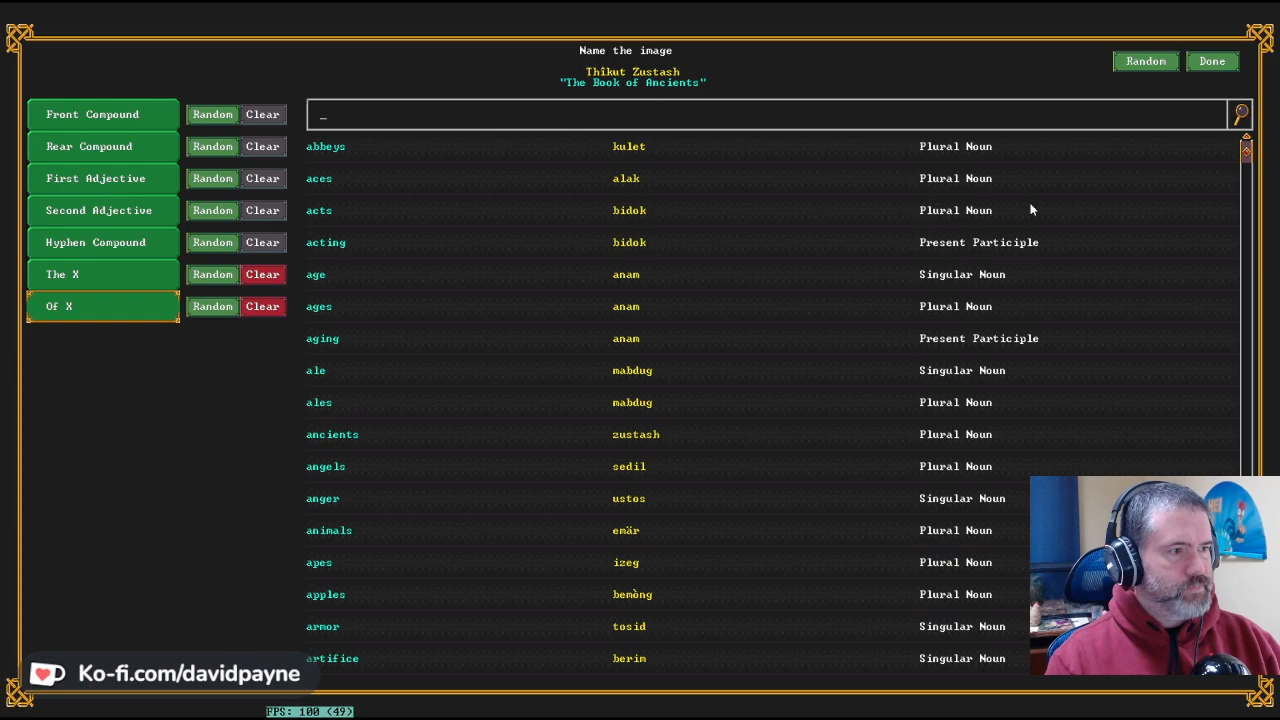 Name the image
Thîkut Zustash
"The Book of Ancients"
Random Done
Front Compound Random Clear
_
Rear Compound Random Clear
First Adjective Random Clear
Second Adjective Random Clear
Hyphen Compound Random Clear
The X Random Clear
Of X Random Clear
abbeys kulet Plural Noun
aces alak Plural Noun
acts bidok Plural Noun
acting bidok Present Participle
age anam Singular Noun
ages anam Plural Noun
aging anam Present Participle
ale mabdug Singular Noun
ales mabdug Plural Noun
ancients zustash Plural Noun
angels sedil Plural Noun
anger ustos Singular Noun
animals emär Plural Noun
apes izeg Plural Noun
apples bemòng Plural Noun
armor tosid Singular Noun
artifice berim Singular Noun
Ko-fi.com/davidpayne
FPS: 100 (49)